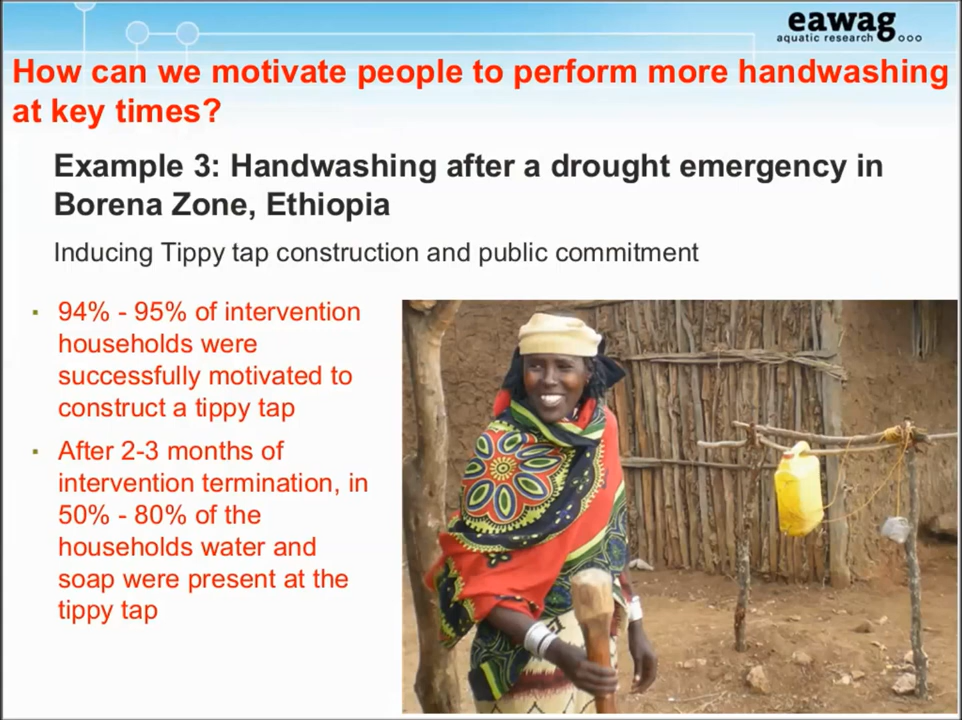 eawag
aquatic research
How can we motivate people to perform more handwashing
at key times?
Example 3: Handwashing after a drought emergency in
Borena Zone, Ethiopia
Inducing Tippy tap construction and public commitment
94% - 95% of intervention
households were
successfully motivated to
construct a tippy tap
After 2-3 months of
intervention termination, in
50% - 80% of the
households water and
soap were present at the
tippy tap